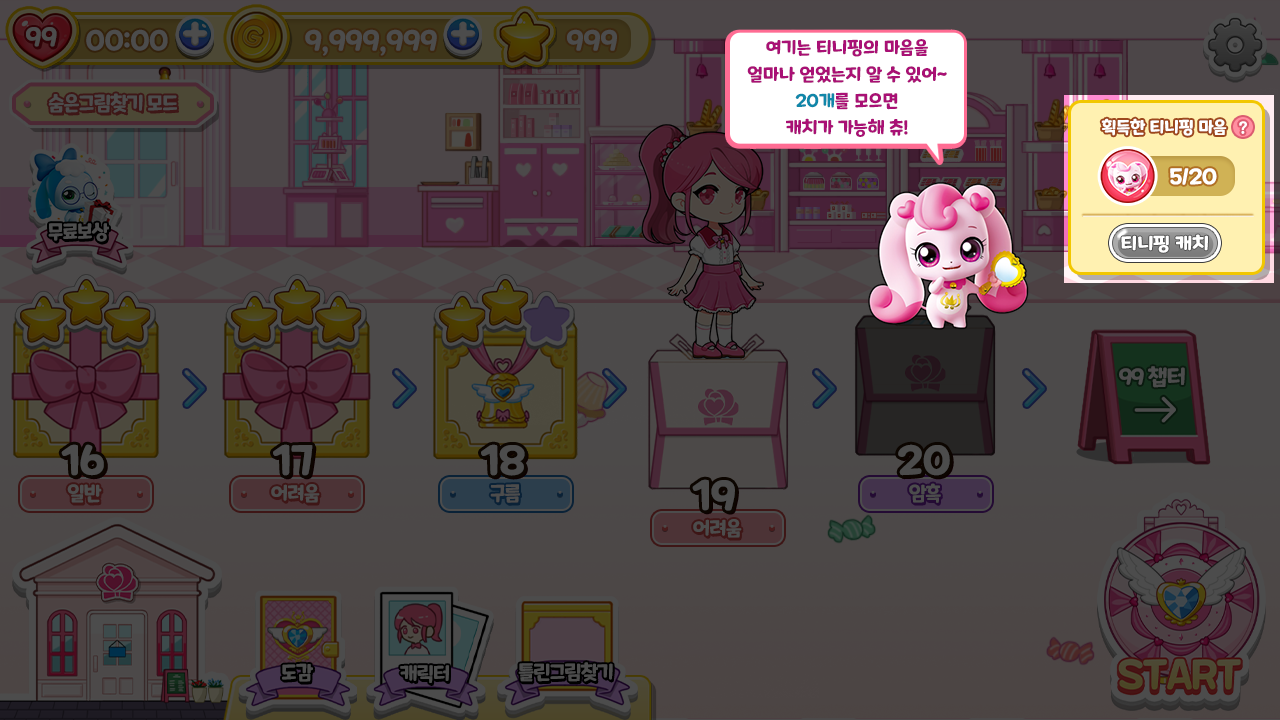 99
00:00
G
9,999,999
999
숨은그림찾기 모드
여기는 티니핑의 마음을
얼마나 얻었는지 알 수 있어~
20개를 모으면
캐치가 가능해 츄!
획득한 티니핑 마음 ?
5/20
티니핑 캐치
무료보상
16
일반
17
어려움
18
구름
19
어려움
20
암흑
99 챕터
도감
캐릭터
틀린그림찾기
START